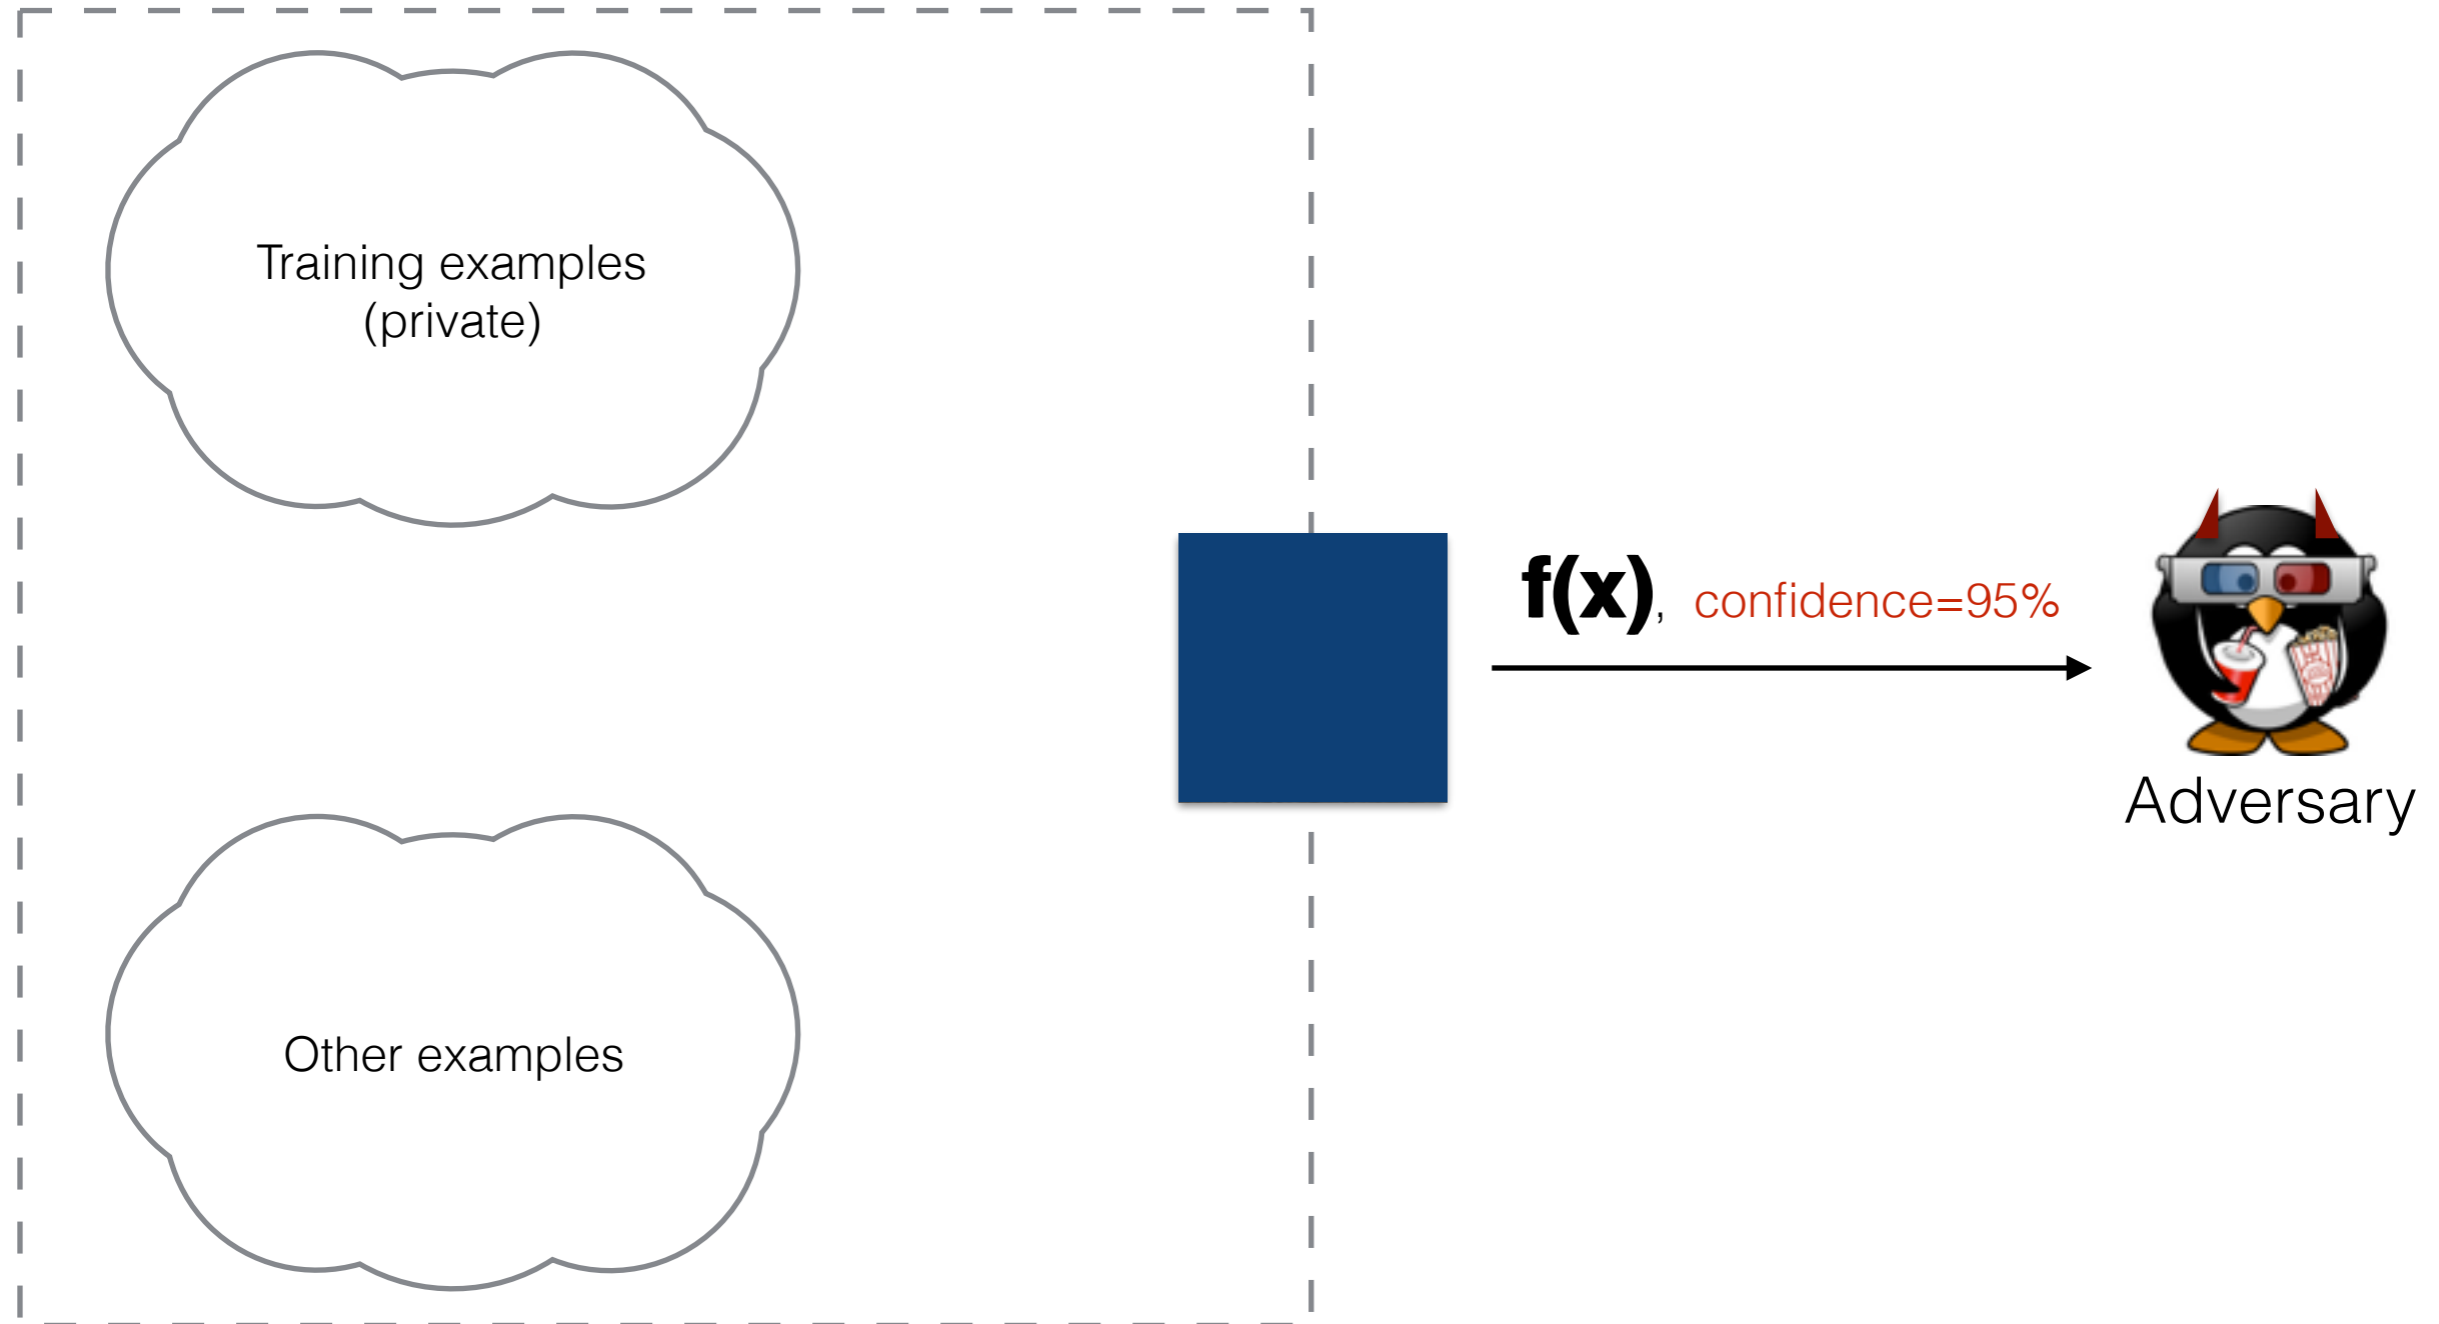 Training examples
(private)
f(x), confidence=95%
Adversary
Other examples